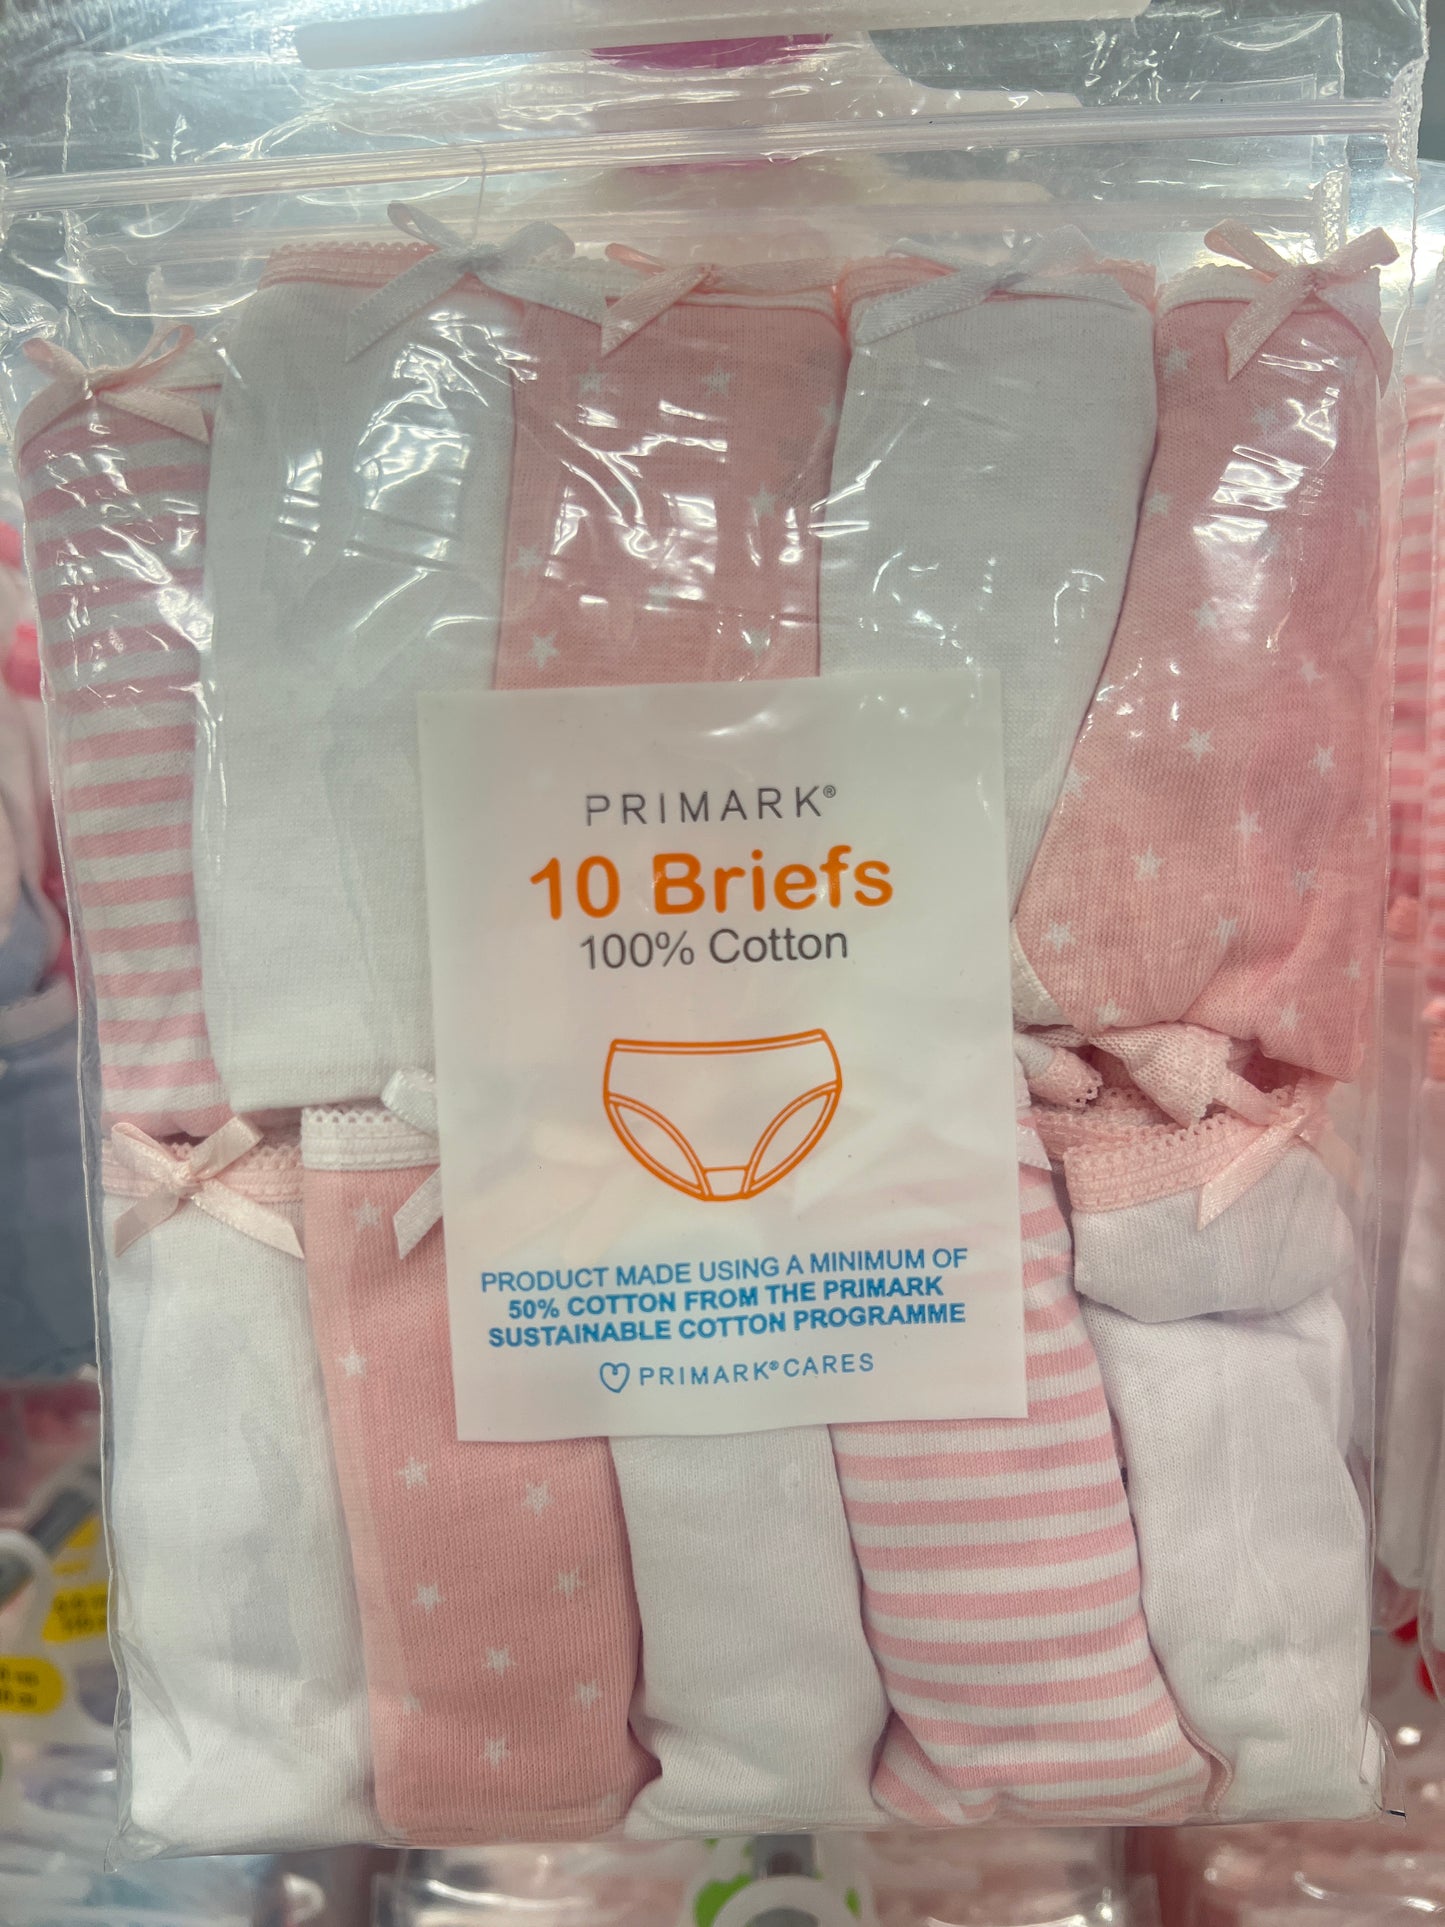 PRIMARK®
10 Briefs
100% Cotton
PRODUCT MADE USING A MINIMUM OF
50% COTTON FROM THE PRIMARK
SUSTAINABLE COTTON PROGRAMME
PRIMARK®CARES